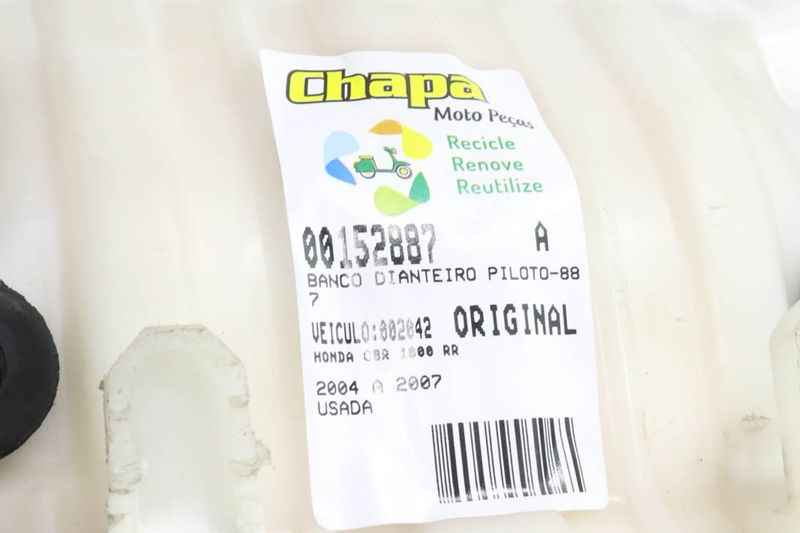 Chapa
Moto Peças
Recicle
Renove
Reutilize
00152887 A
BANCO DIANTEIRO PILOTO-88
7
VEICULO:002042 ORIGINAL
HONDA CBR 1000 RR
2004 A 2007
USADA